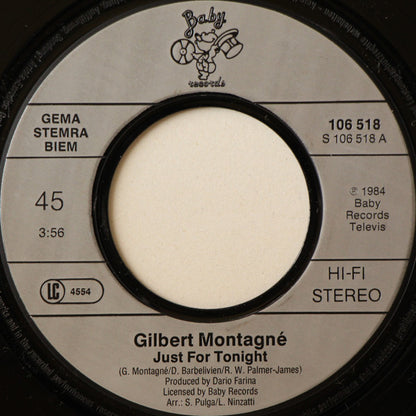 Baby
records
GEMA
STEMRA
BIEM
106 518
S 106 518 A
45
3:56
℗ 1984
Baby
Records
Televis
LC 4554
HI-FI
STEREO
Gilbert Montagné
Just For Tonight
(G. Montagné/D. Barbelivien/R. W. Palmer-James)
Produced by Dario Farina
Licensed by Baby Records
Arr.: S. Pulga/L. Ninzatti